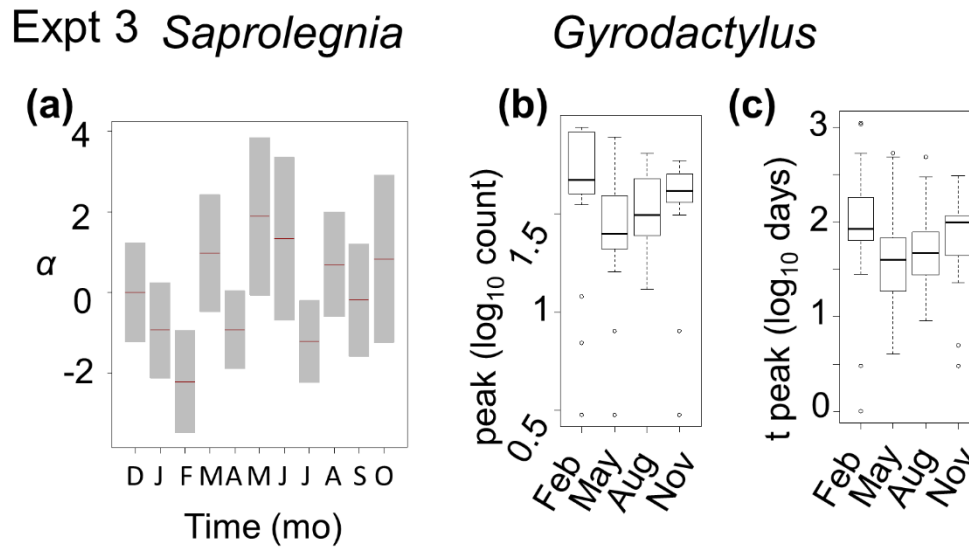 Expt 3 Saprolegnia
Gyrodactylus
(a)
4
2
0
-2
α
D J F M A M J J A S O
Time (mo)
(b)
1.5
1
0.5
peak (log10 count)
Feb May Aug Nov
(c)
3
2
1
0
t peak (log10 days)
Feb May Aug Nov